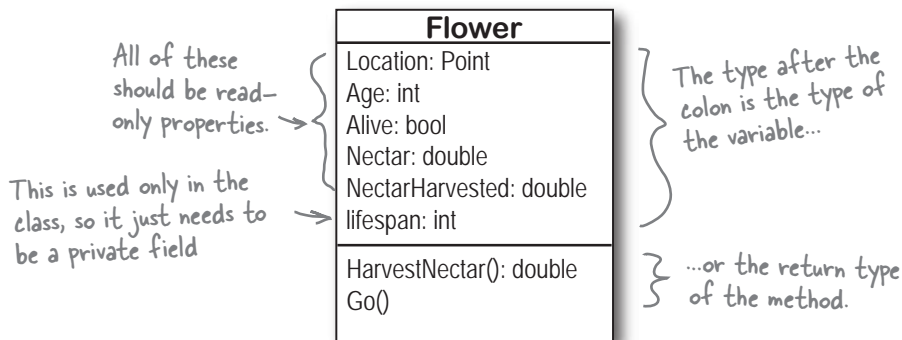 Flower
Location: Point
Age: int
Alive: bool
Nectar: double
NectarHarvested: double
lifespan: int
HarvestNectar(): double
Go()
All of these
should be read–
only properties.
This is used only in the
class, so it just needs to
be a private field
The type after the
colon is the type of
the variable...
...or the return type
of the method.